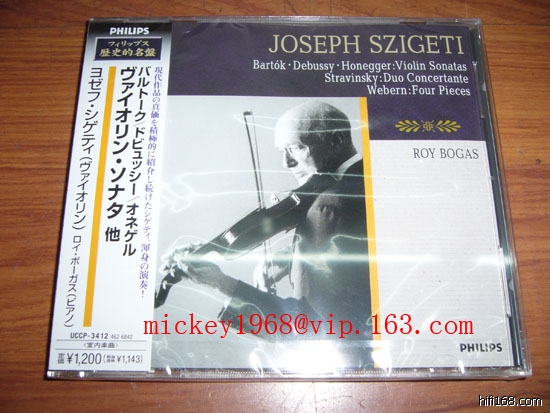 PHILIPS
フィリップス
歴史的名盤
現代作品の真価を積極的に紹介し続けたシゲティ、渾身の演奏!
バルトーク/ドビュッシー/オネゲル
ヴァイオリン・ソナタ 他
ヨゼフ・シゲティ(ヴァイオリン) ロイ・ボーガス(ピアノ)
UCCP-3412 462 6842
〈室内楽曲〉
¥1,200 ¥1,143
JOSEPH SZIGETI
Bartók・Debussy・Honegger:Violin Sonatas
Stravinsky:Duo Concertante
Webern:Four Pieces
ROY BOGAS
mickey1968@vip.163.com
PHILIPS
hifi168.com